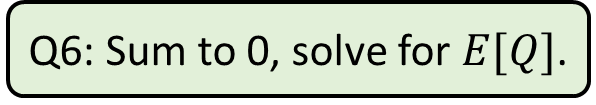 Q6: Sum to 0, solve for E[Q].